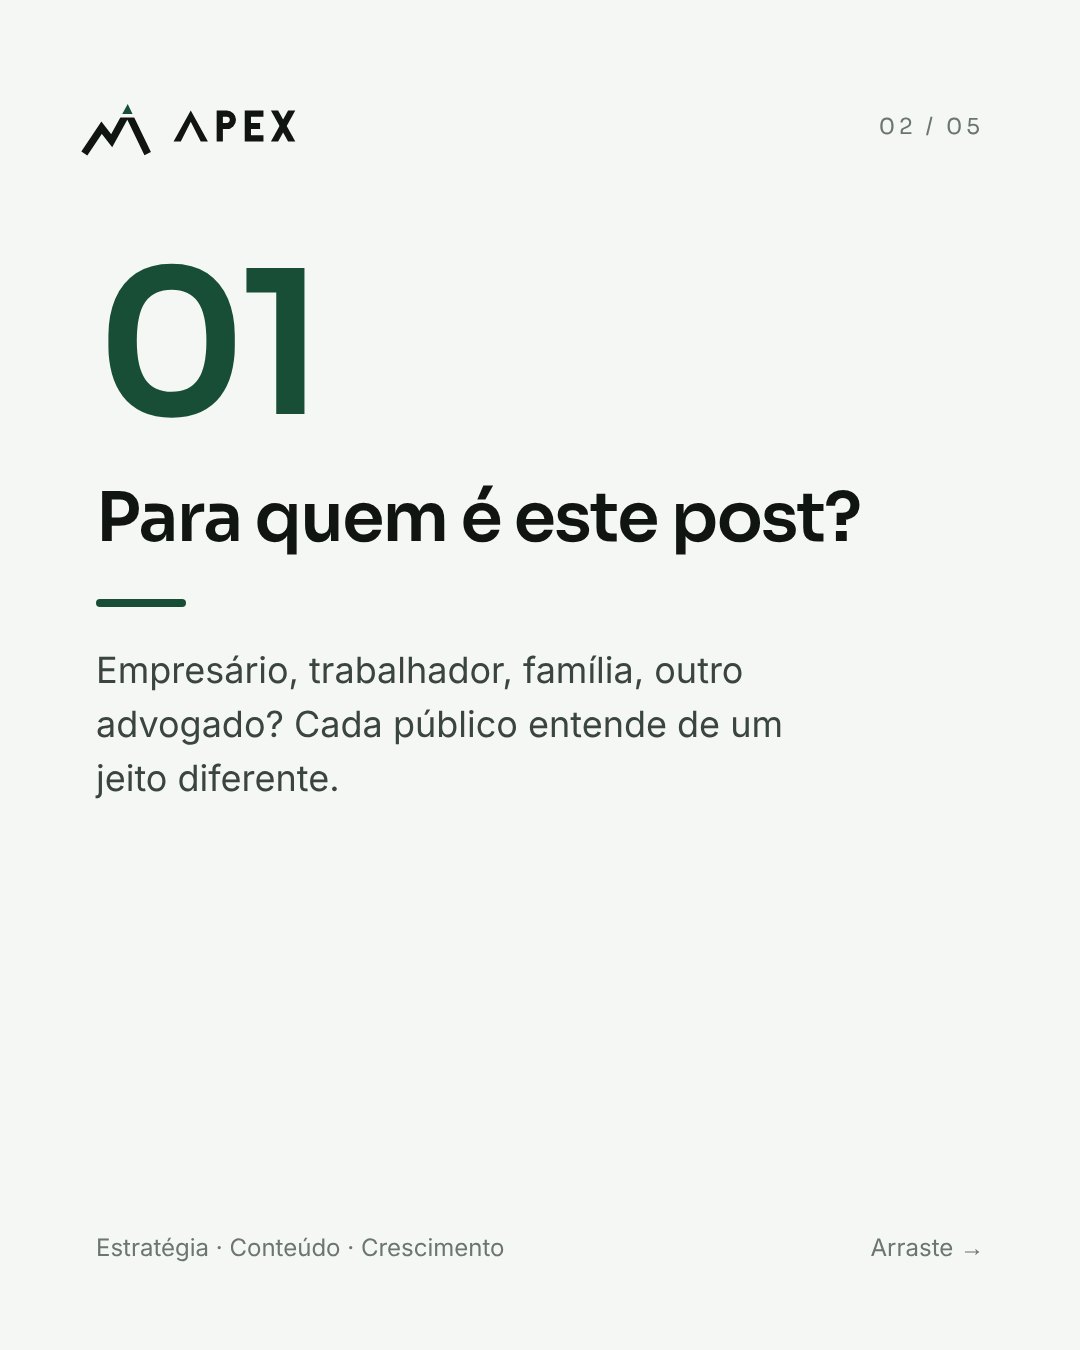 APEX
02 / 05
01
Para quem é este post?
Empresário, trabalhador, família, outro
advogado? Cada público entende de um
jeito diferente.
Estratégia · Conteúdo · Crescimento
Arraste →